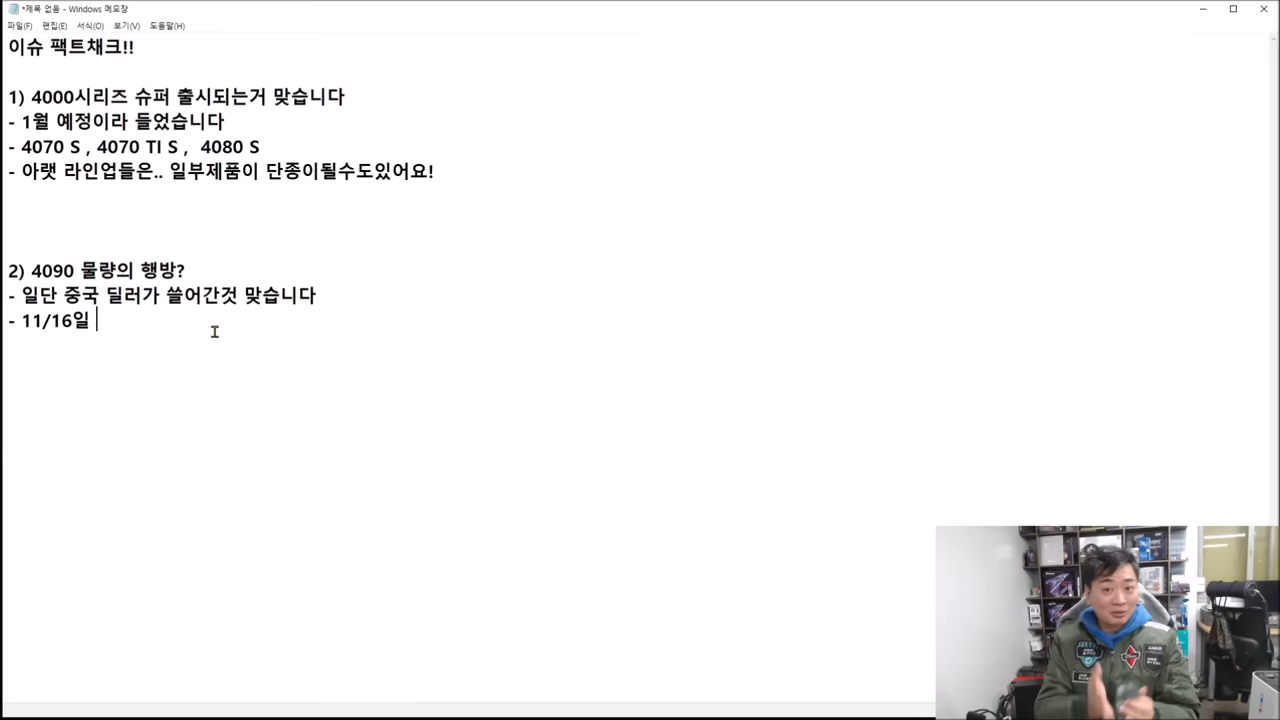 *제목 없음 - Windows 메모장
파일(F) 편집(E) 서식(O) 보기(V) 도움말(H)
이슈 팩트채크!!
1) 4000시리즈 슈퍼 출시되는거 맞습니다
- 1월 예정이라 들었습니다
- 4070 S , 4070 TI S ,  4080 S
- 아랫 라인업들은.. 일부제품이 단종이될수도있어요!
2) 4090 물량의 행방?
- 일단 중국 딜러가 쓸어간것 맞습니다
- 11/16일